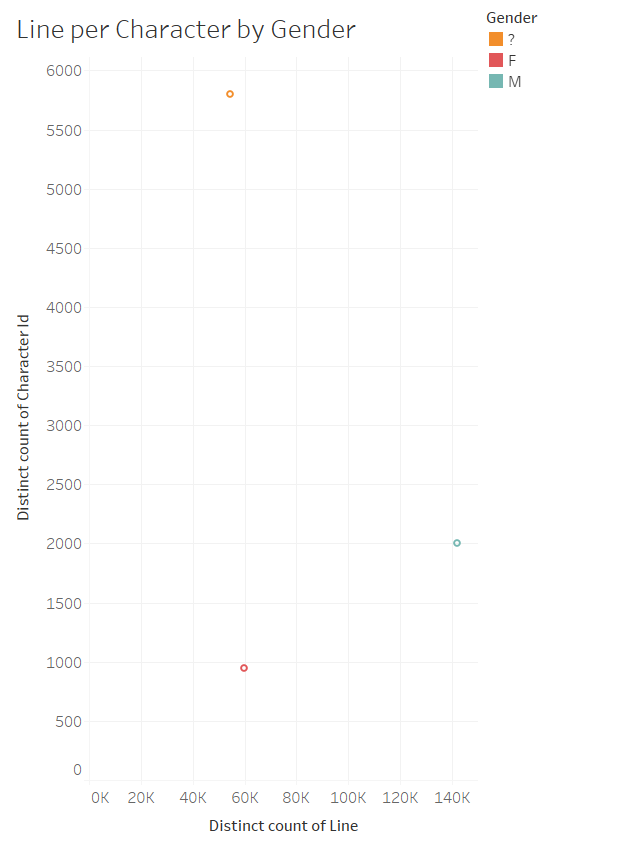 Line per Character by Gender
Gender
?
F
M
6000
5500
5000
4500
4000
3500
3000
2500
2000
1500
1000
500
0
Distinct count of Character Id
0K 20K 40K 60K 80K 100K 120K 140K
Distinct count of Line